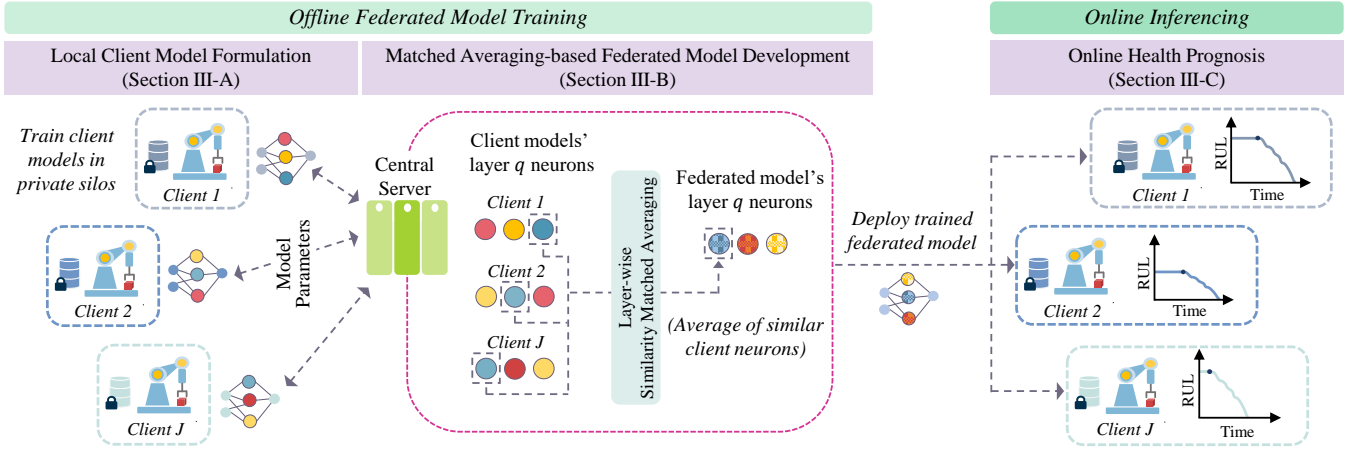 Offline Federated Model Training
Online Inferencing
Local Client Model Formulation
(Section III-A)
Matched Averaging-based Federated Model Development
(Section III-B)
Online Health Prognosis
(Section III-C)
Train client
models in
private silos
Client 1
Client 2
Client J
Model
Parameters
Central
Server
Client models'
layer q neurons
Client 1
Client 2
Client J
Layer-wise
Similarity Matched Averaging
Federated model's
layer q neurons
(Average of similar
client neurons)
Deploy trained
federated model
Client 1
RUL
Time
Client 2
RUL
Time
Client J
RUL
Time